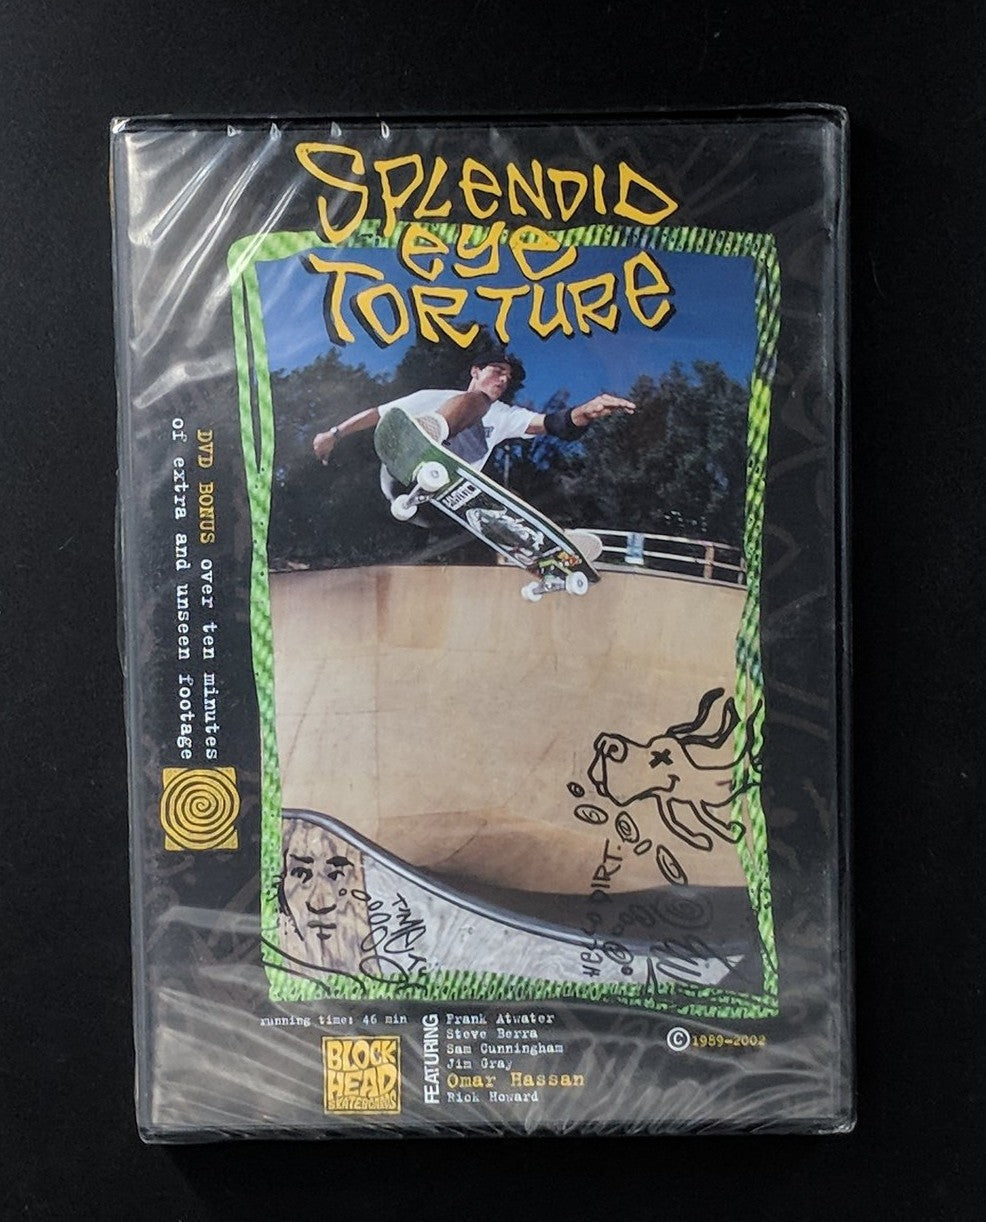 SPLENDID
eye
TORTURE
DVD BONUS over ten minutes
of extra and unseen footage
HELLO DIRT.
running time: 46 min
BLOCK
HEAD
SKATEBOARDS
FEATURING
Frank Atwater
Steve Berra
Sam Cunningham
Jim Gray
Omar Hassan
Rick Howard
©1989-2002